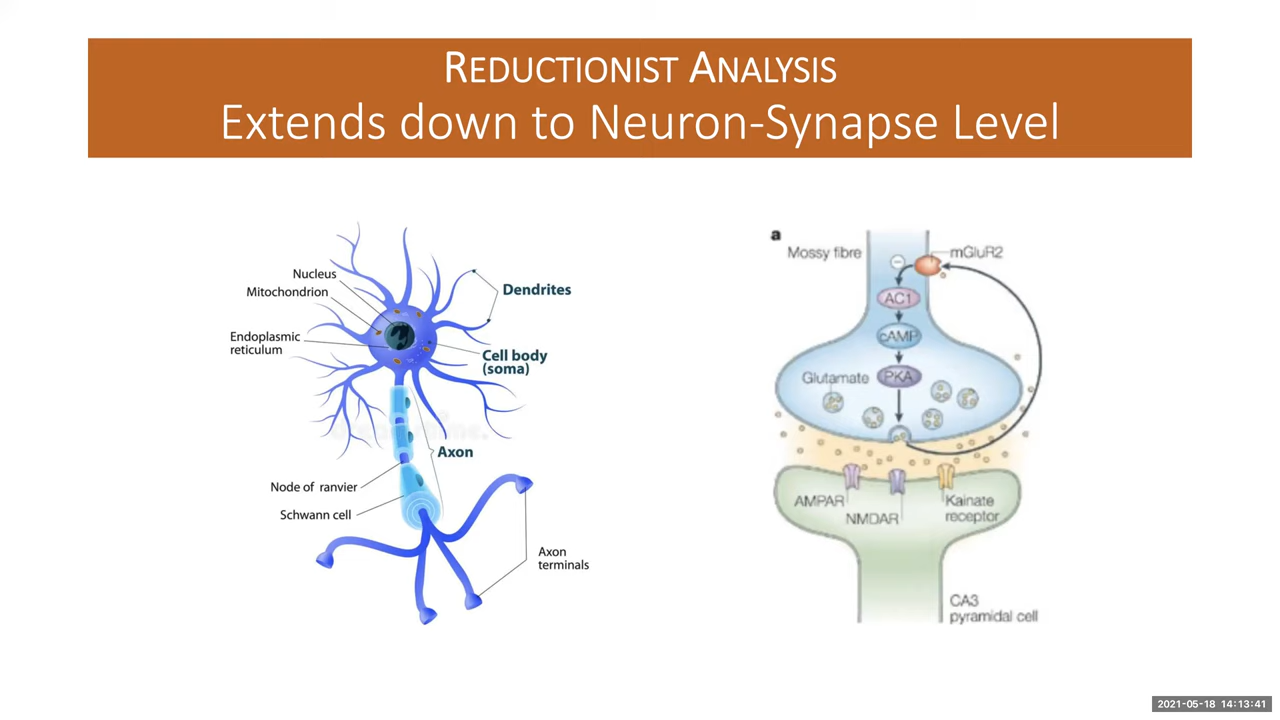 REDUCTIONIST ANALYSIS
Extends down to Neuron-Synapse Level
Nucleus
Mitochondrion
Endoplasmic
reticulum
Dendrites
Cell body
(soma)
Axon
Node of ranvier
Schwann cell
Axon
terminals
a
Mossy fibre
mGluR2
AC1
cAMP
Glutamate
PKA
AMPAR
NMDAR
Kainate
receptor
CA3
pyramidal cell
2021-05-18 14:13:41